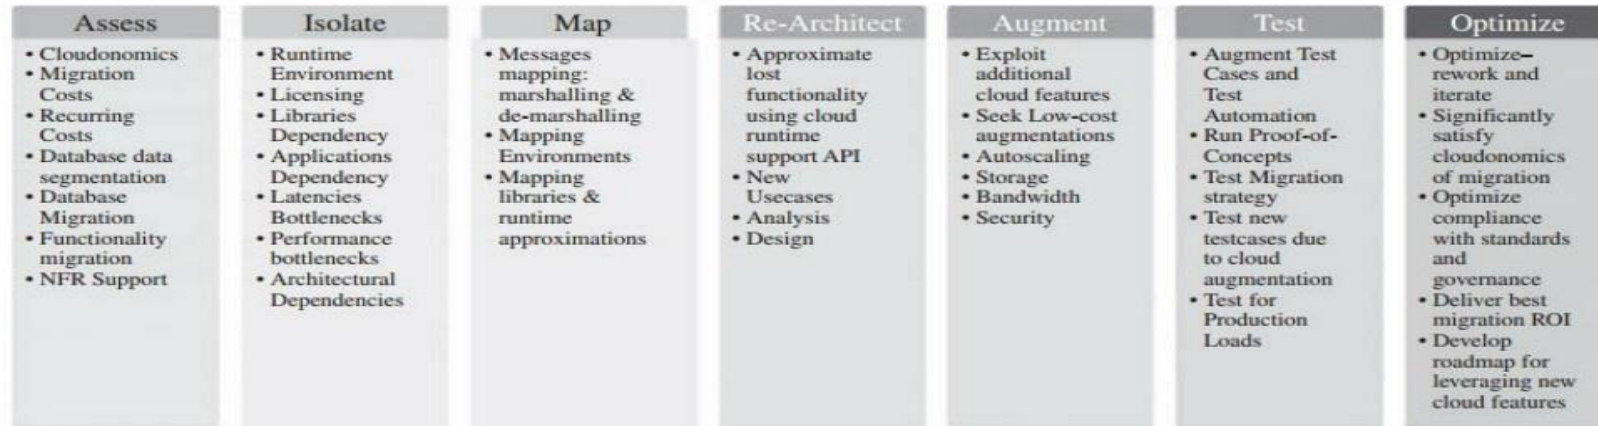 Assess
• Cloudonomics
• Migration
Costs
• Recurring
Costs
• Database data
segmentation
• Database
Migration
• Functionality
migration
• NFR Support
Isolate
• Runtime
Environment
• Licensing
• Libraries
Dependency
• Applications
Dependency
• Latencies
Bottlenecks
• Performance
bottlenecks
• Architectural
Dependencies
Map
• Messages
mapping:
marshalling &
de-marshalling
• Mapping
Environments
• Mapping
libraries &
runtime
approximations
Re-Architect
• Approximate
lost
functionality
using cloud
runtime
support API
• New
Usecases
• Analysis
• Design
Augment
• Exploit
additional
cloud features
• Seek Low-cost
augmentations
• Autoscaling
• Storage
• Bandwidth
• Security
Test
• Augment Test
Cases and
Test
Automation
• Run Proof-of-
Concepts
• Test Migration
strategy
• Test new
testcases due
to cloud
augmentation
• Test for
Production
Loads
Optimize
• Optimize–
rework and
iterate
• Significantly
satisfy
cloudonomics
of migration
• Optimize
compliance
with standards
and
governance
• Deliver best
migration ROI
• Develop
roadmap for
leveraging new
cloud features